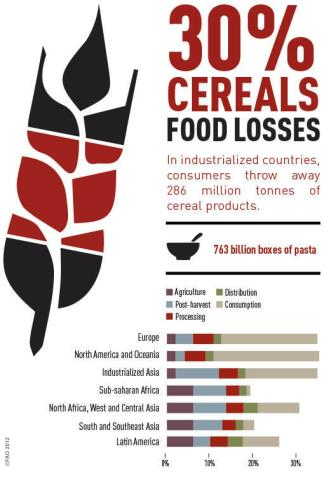 30%
CEREALS
FOOD LOSSES
In industrialized countries,
consumers throw away
286 million tonnes of
cereal products.
763 billion boxes of pasta
Agriculture
Distribution
Post-harvest
Consumption
Processing
Europe
North America and Oceania
Industrialized Asia
Sub-saharan Africa
North Africa, West and Central Asia
South and Southeast Asia
Latin America
0% 10% 20% 30%
©FAO 2012